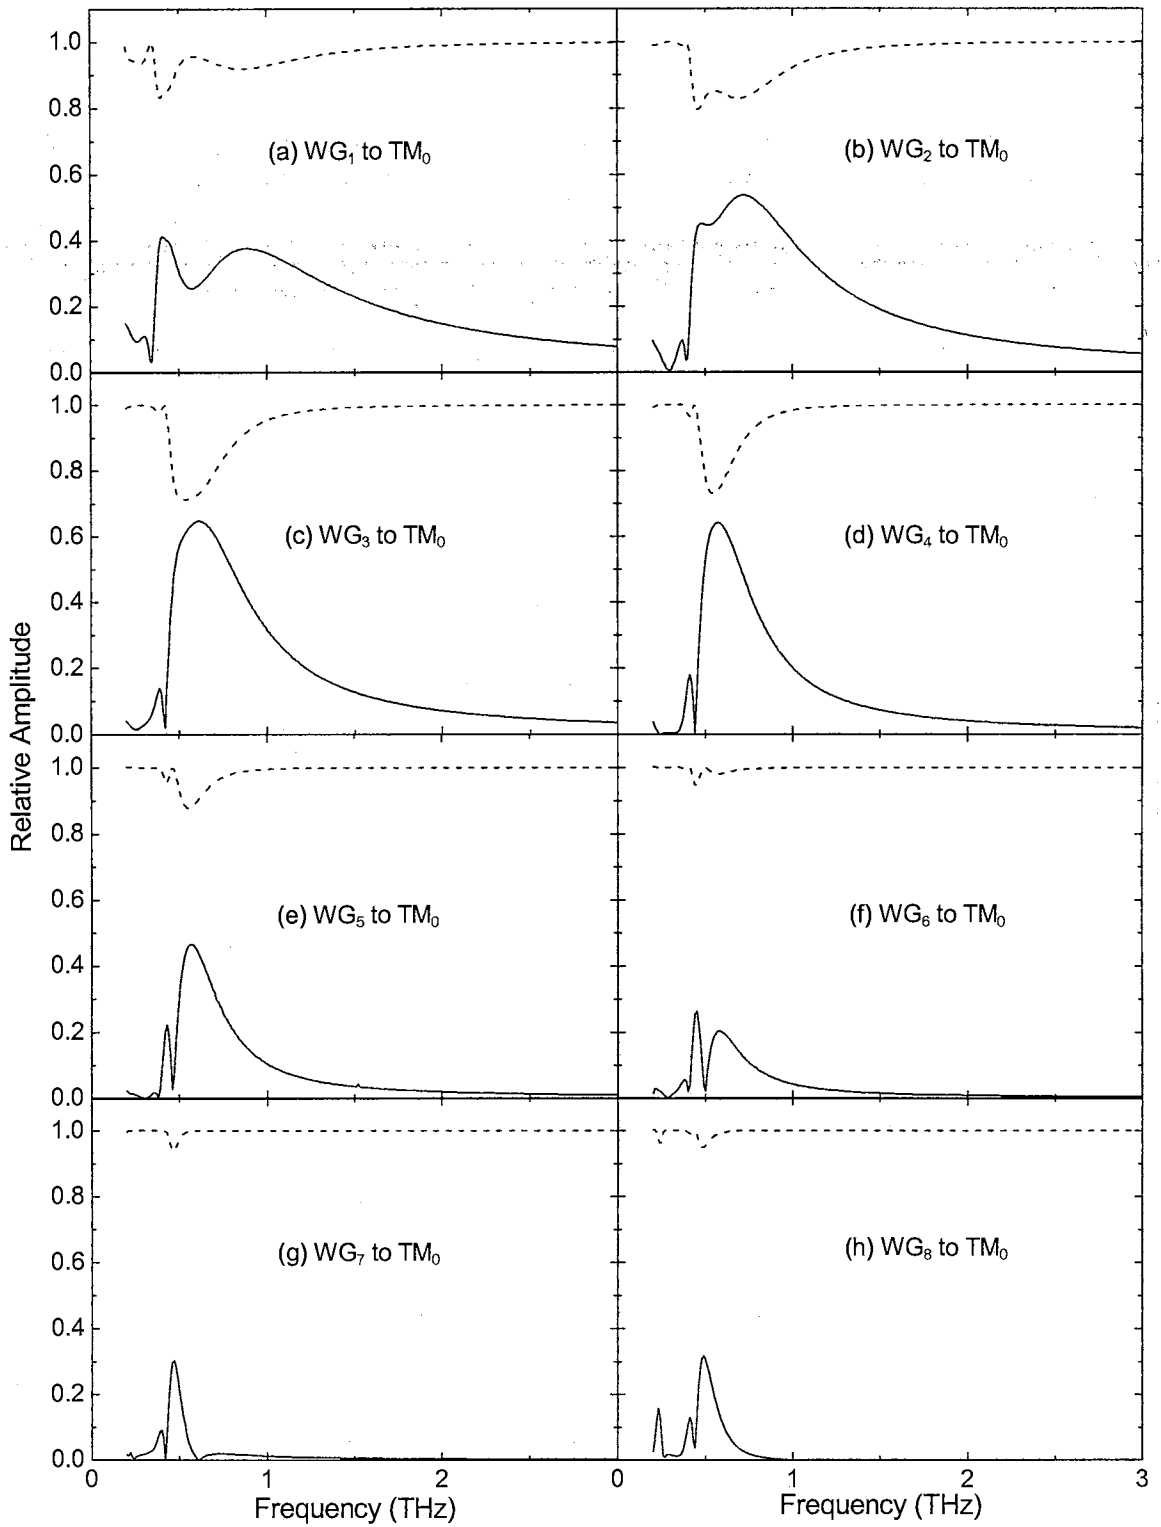 1.0
0.8
0.6
0.4
0.2
0.0
(a) WG₁ to TM₀
(b) WG₂ to TM₀
1.0
0.8
0.6
0.4
0.2
0.0
(c) WG₃ to TM₀
(d) WG₄ to TM₀
Relative Amplitude
1.0
0.8
0.6
0.4
0.2
0.0
(e) WG₅ to TM₀
(f) WG₆ to TM₀
1.0
0.8
0.6
0.4
0.2
0.0
(g) WG₇ to TM₀
(h) WG₈ to TM₀
0 1 2 0 1 2 3
Frequency (THz) Frequency (THz)